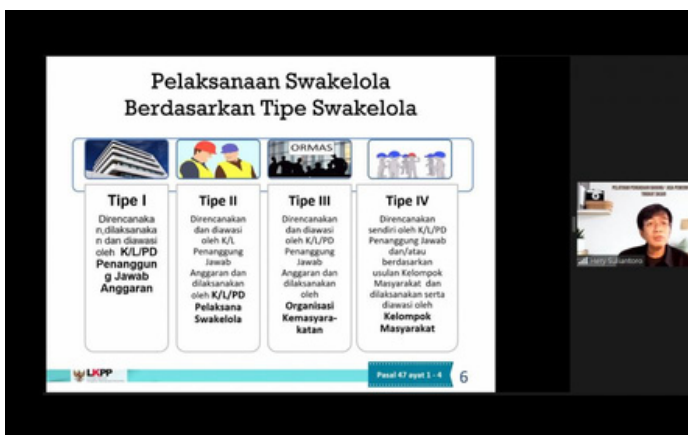 Pelaksanaan Swakelola
Berdasarkan Tipe Swakelola
ORMAS
Tipe I
Direncanaka
n,dilaksanaka
n dan diawasi
oleh K/L/PD
Penanggun
g Jawab
Anggaran
Tipe II
Direncanakan
dan diawasi
oleh K/L
Penanggung
Jawab
Anggaran dan
dilaksanakan
oleh K/L/PD
Pelaksana
Swakelola
Tipe III
Direncanakan
dan diawasi
oleh K/L/PD
Penanggung
Jawab
Anggaran dan
dilaksanakan
oleh
Organisasi
Kemasyara-
katan
Tipe IV
Direncanakan
sendiri oleh K/L/PD
Penanggung Jawab
dan/atau
berdasarkan
usulan Kelompok
Masyarakat dan
dilaksanakan serta
diawasi oleh
Kelompok
Masyarakat
LKPP
Pasal 47 ayat 1 - 4
6